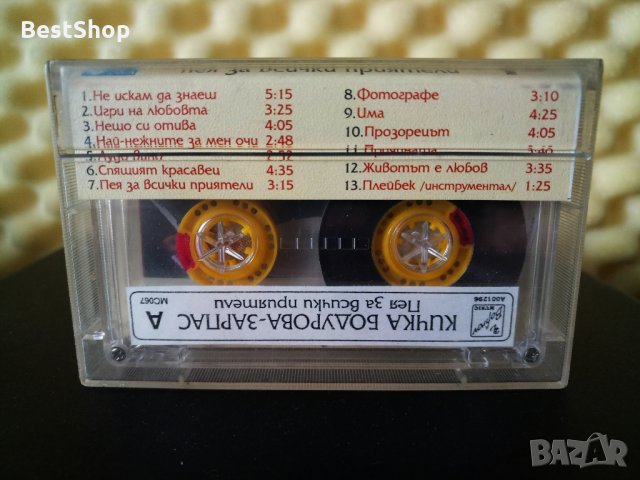 BestShop
Пея за всички приятели
1.Не искам да знаеш 5:15
2.Игри на любовта 3:25
3.Нещо си отива 4:05
4.Най-нежните за мен очи 2:48
6.Спящият красавец 4:35
7.Пея за всички приятели 3:15
8.Фотографе 3:10
9.Има 4:25
10.Прозорецът 4:05
12.Животът е любов 3:35
13.Плейбек /инструментал/ 1:25
A
MC067
КИЧКА БОДУРОВА-ЗАРПАС
Пея за всички приятели
A001296
BAZAR